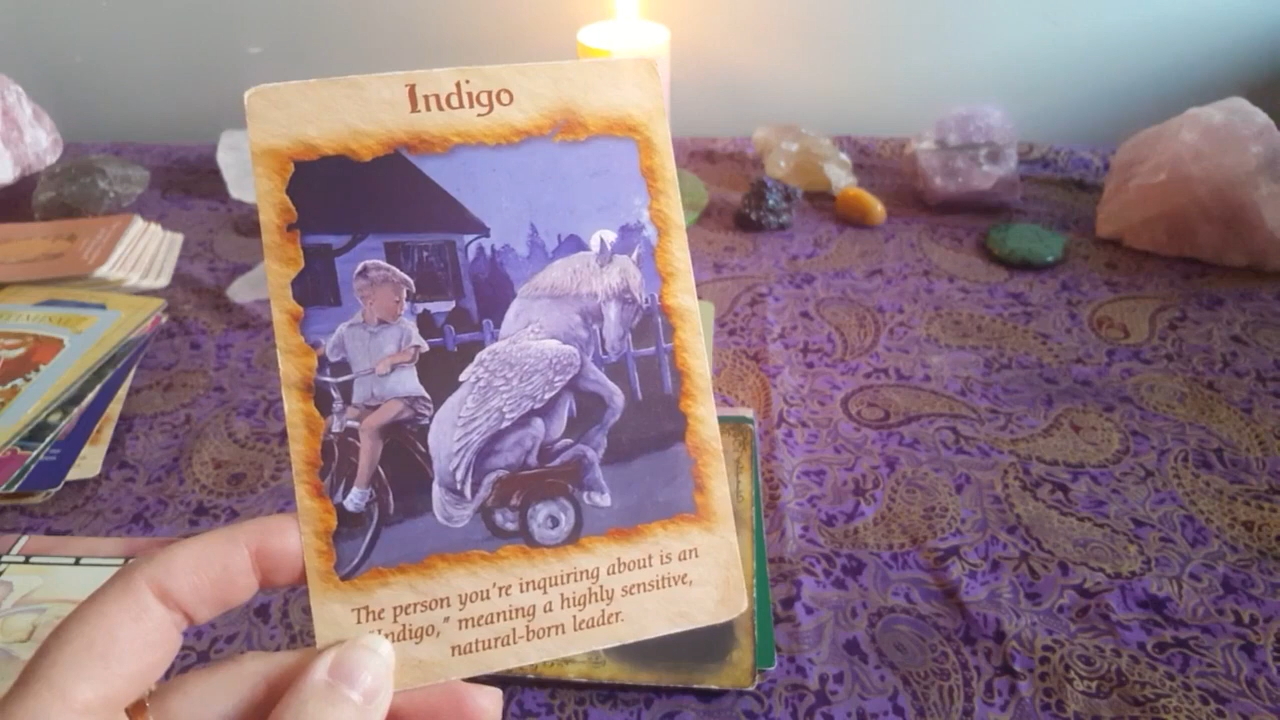 Indigo
The person you're inquiring about is an
"Indigo," meaning a highly sensitive,
natural-born leader.